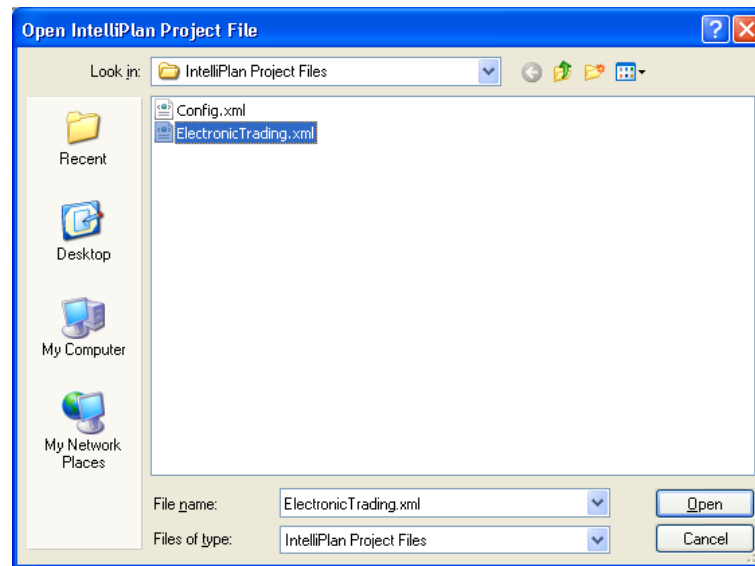 Open IntelliPlan Project File
Look in: IntelliPlan Project Files
Config.xml
ElectronicTrading.xml
Recent
Desktop
My Computer
My Network
Places
File name: ElectronicTrading.xml Open
Files of type: IntelliPlan Project Files Cancel